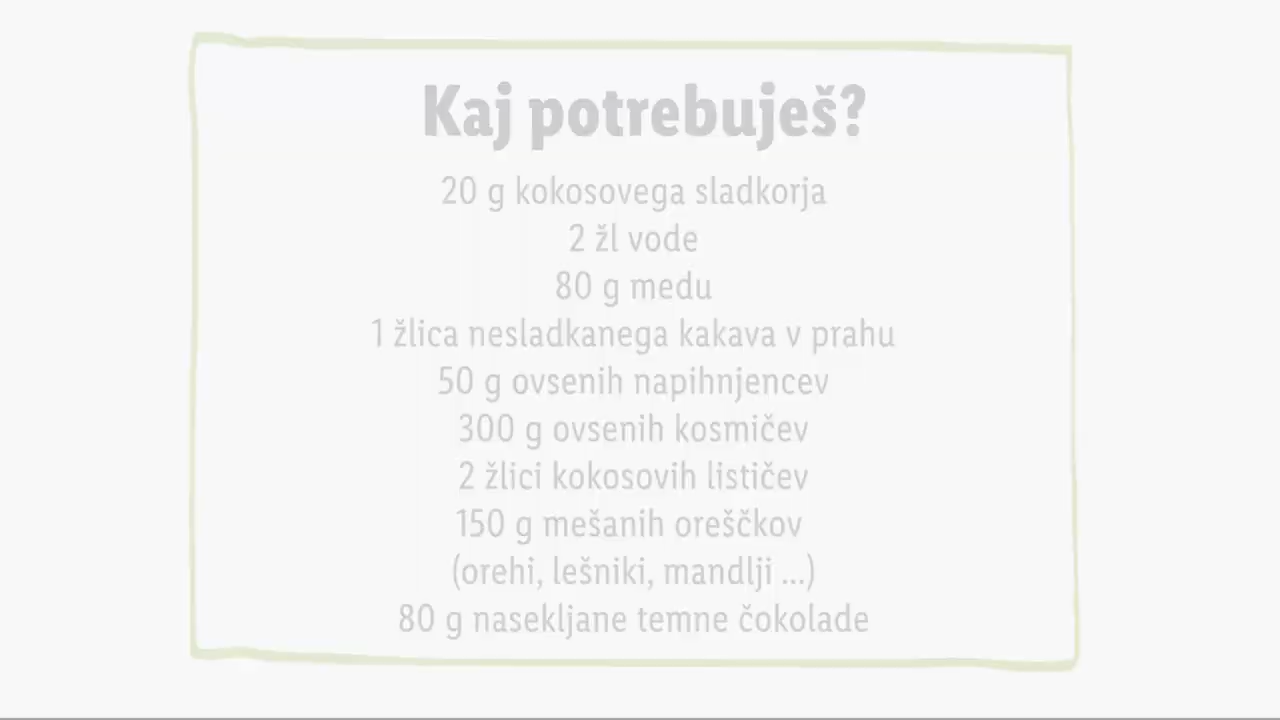 Kaj potrebuješ?
20 g kokosovega sladkorja
2 žl vode
80 g medu
1 žlica nesladkanega kakava v prahu
50 g ovsenih napihnjencev
300 g ovsenih kosmičev
2 žlici kokosovih lističev
150 g mešanih oreščkov
(orehi, lešniki, mandlji ...)
80 g nasekljane temne čokolade